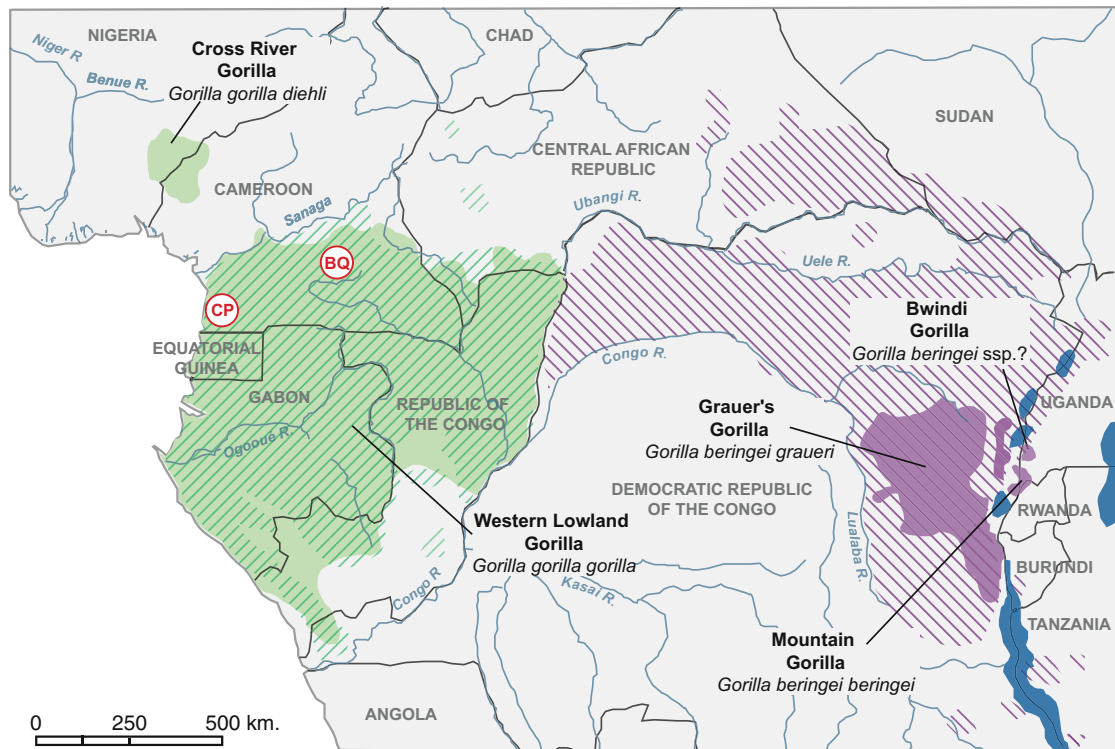 NIGERIA
CHAD
SUDAN
Niger R
Benue R.
Cross River
Gorilla
Gorilla gorilla diehli
CENTRAL AFRICAN
REPUBLIC
CAMEROON
Sanaga
Ubangi R.
Uele R.
BQ
CP
Bwindi
Gorilla
Gorilla beringei ssp.?
EQUATORIAL
GUINEA
GABON
REPUBLIC OF
THE CONGO
Congo R.
UGANDA
Ogooue R.
Grauer's
Gorilla
Gorilla beringei graueri
DEMOCRATIC REPUBLIC
OF THE CONGO
RWANDA
Western Lowland
Gorilla
Gorilla gorilla gorilla
Lualaba R.
BURUNDI
Congo R
Kasai R.
TANZANIA
Mountain
Gorilla
Gorilla beringei beringei
ANGOLA
0 250 500 km.